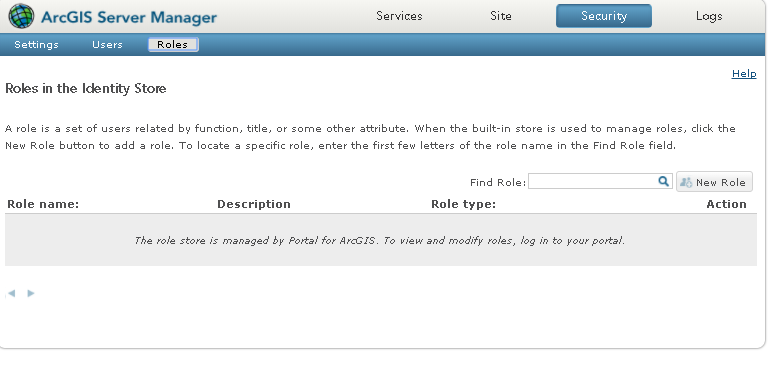 ArcGIS Server Manager
Services Site Security Logs
Settings Users Roles
Help
Roles in the Identity Store
A role is a set of users related by function, title, or some other attribute. When the built-in store is used to manage roles, click the
New Role button to add a role. To locate a specific role, enter the first few letters of the role name in the Find Role field.
Find Role: New Role
Role name: Description Role type: Action
The role store is managed by Portal for ArcGIS. To view and modify roles, log in to your portal.